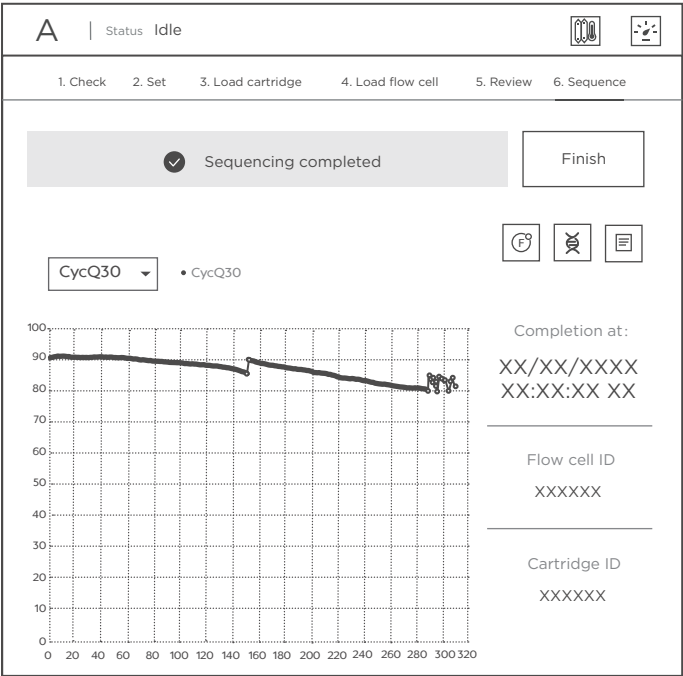 A | Status Idle
1. Check 2. Set 3. Load cartridge 4. Load flow cell 5. Review 6. Sequence
Sequencing completed
Finish
F
CycQ30
CycQ30
100
90
80
70
60
50
40
30
20
10
0
0 20 40 60 80 100 120 140 160 180 200 220 240 260 280 300 320
Completion at:
XX/XX/XXXX
XX:XX:XX XX
Flow cell ID
XXXXXX
Cartridge ID
XXXXXX